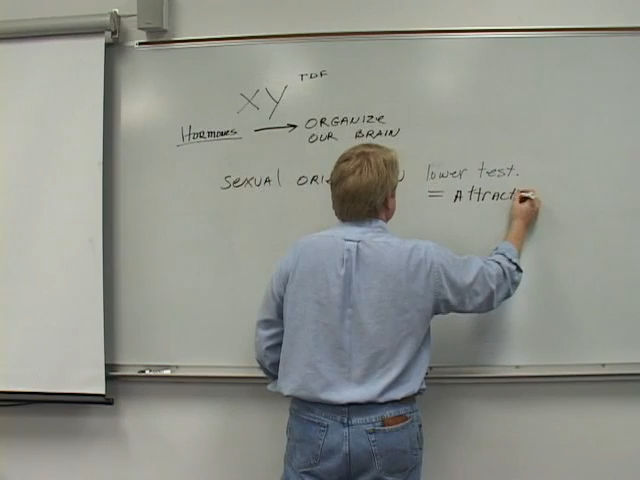 TDF
XY
Hormones → ORGANIZE
OUR BRAIN
Sexual ORI
lower test.
= Attract